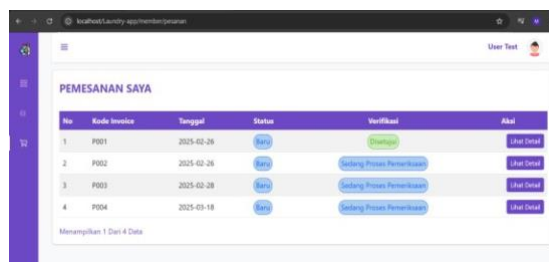 localhost/Laundry-app/member/pesanan
User Test
PEMESANAN SAYA
No Kode Invoice Tanggal Status Verifikasi Aksi
1 P001 2025-02-26 Baru Disetujui Lihat Detail
2 P002 2025-02-26 Baru Sedang Proses Pemeriksaan Lihat Detail
3 P003 2025-02-28 Baru Sedang Proses Pemeriksaan Lihat Detail
4 P004 2025-03-18 Baru Sedang Proses Pemeriksaan Lihat Detail
Menampilkan 1 Dari 4 Data